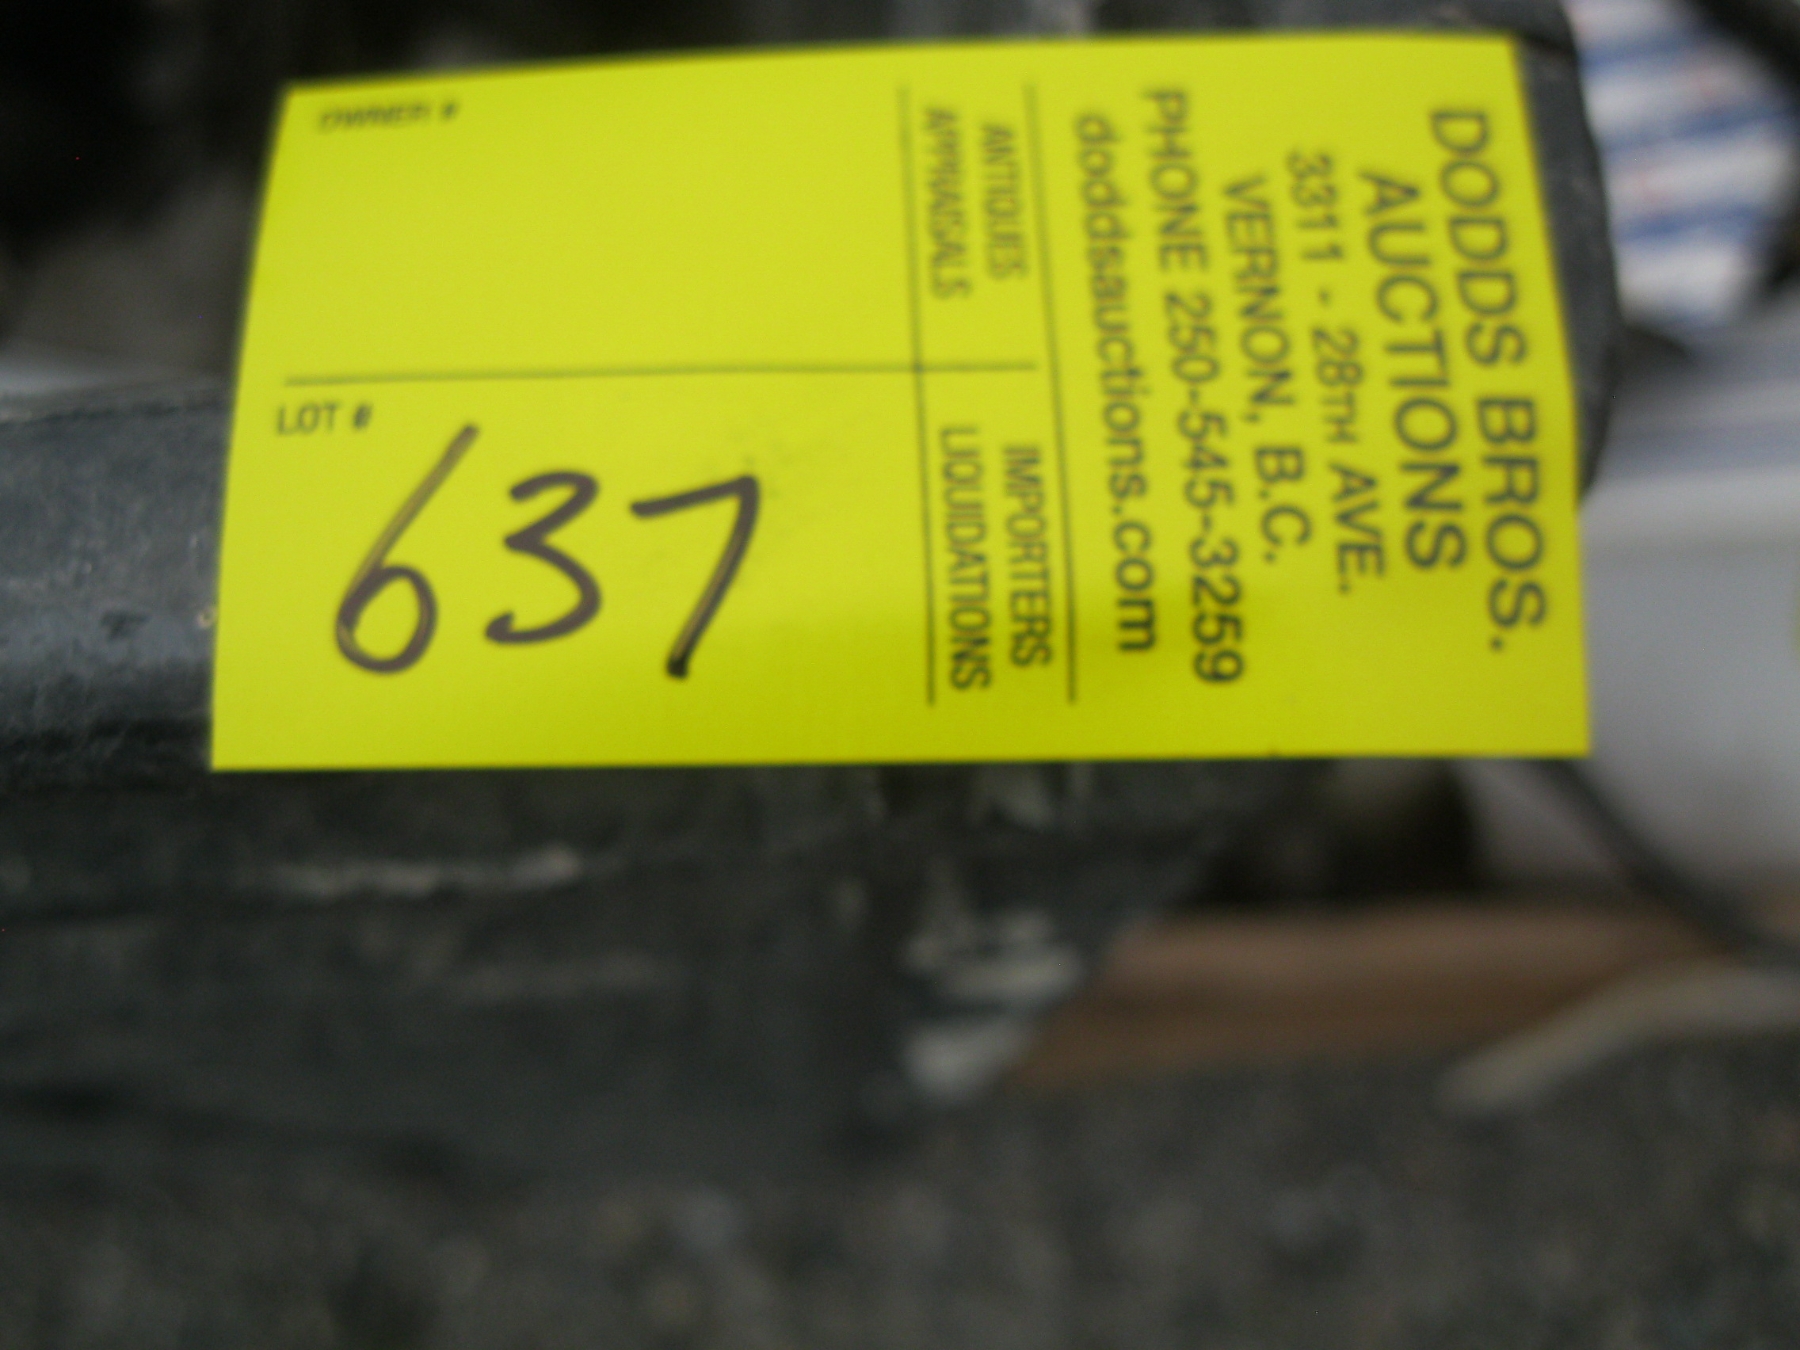 DODDS BROS.
AUCTIONS
3311 - 28TH AVE.
VERNON, B.C.
PHONE 250-545-3259
doddsauctions.com
ANTIQUES
APPRAISALS
IMPORTERS
LIQUIDATIONS
OWNER #
LOT #
637